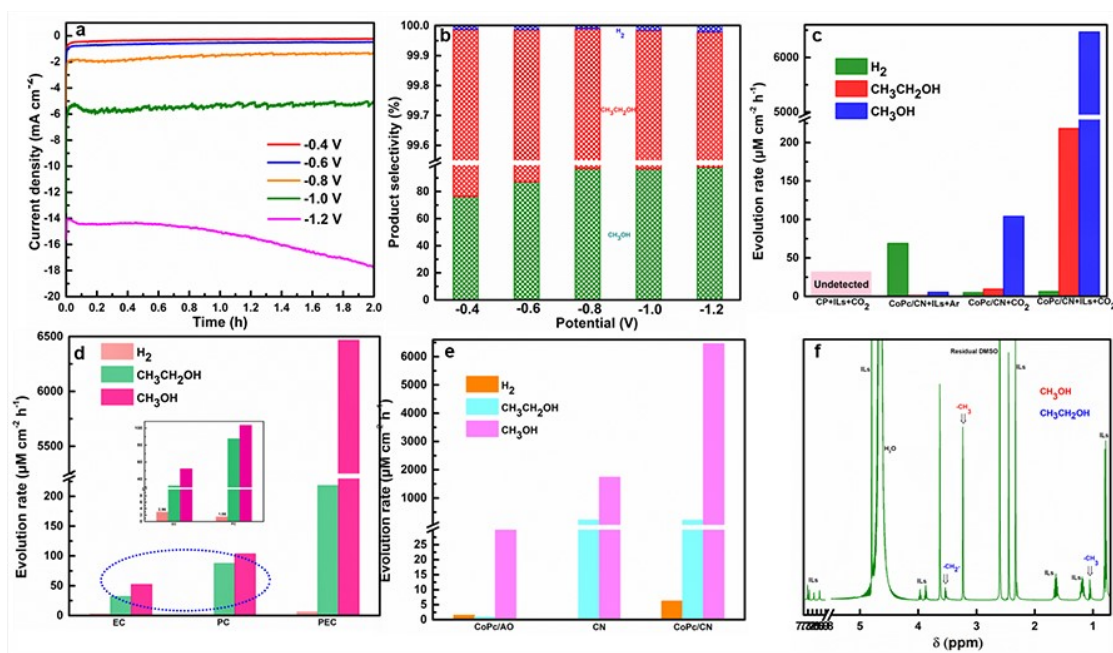 a
Current density (mA cm⁻²)
0
-2
-4
-6
-8
-10
-12
-14
-16
-18
-20
-0.4 V
-0.6 V
-0.8 V
-1.0 V
-1.2 V
0.0 0.2 0.4 0.6 0.8 1.0 1.2 1.4 1.6 1.8 2.0
Time (h)
b
Product selectivity (%)
100.0
99.9
99.8
99.7
99.6
80
60
40
20
0
H₂
CH₃CH₂OH
CH₃OH
-0.4 -0.6 -0.8 -1.0 -1.2
Potential (V)
c
Evolution rate (μM cm⁻² h⁻¹)
6000
5000
200
150
100
50
0
H₂
CH₃CH₂OH
CH₃OH
Undetected
CP+ILs+CO₂ CoPc/CN+ILs+Ar CoPc/CN+CO₂ CoPc/CN+ILs+CO₂
d
Evolution rate (μM cm⁻² h⁻¹)
6500
6000
5500
200
150
100
50
0
H₂
CH₃CH₂OH
CH₃OH
EC PC PEC
e
Evolution rate (μM cm⁻² h⁻¹)
6000
5000
4000
3000
2000
1000
25
20
15
10
5
0
H₂
CH₃CH₂OH
CH₃OH
CoPc/AO CN CoPc/CN
f
ILs
H₂O
Residual DMSO
ILs
CH₃OH
CH₃CH₂OH
-CH₃
ILs
ILs
ILs
-CH₂-
ILs
ILs
-CH₃
5 4 3 2 1
δ (ppm)